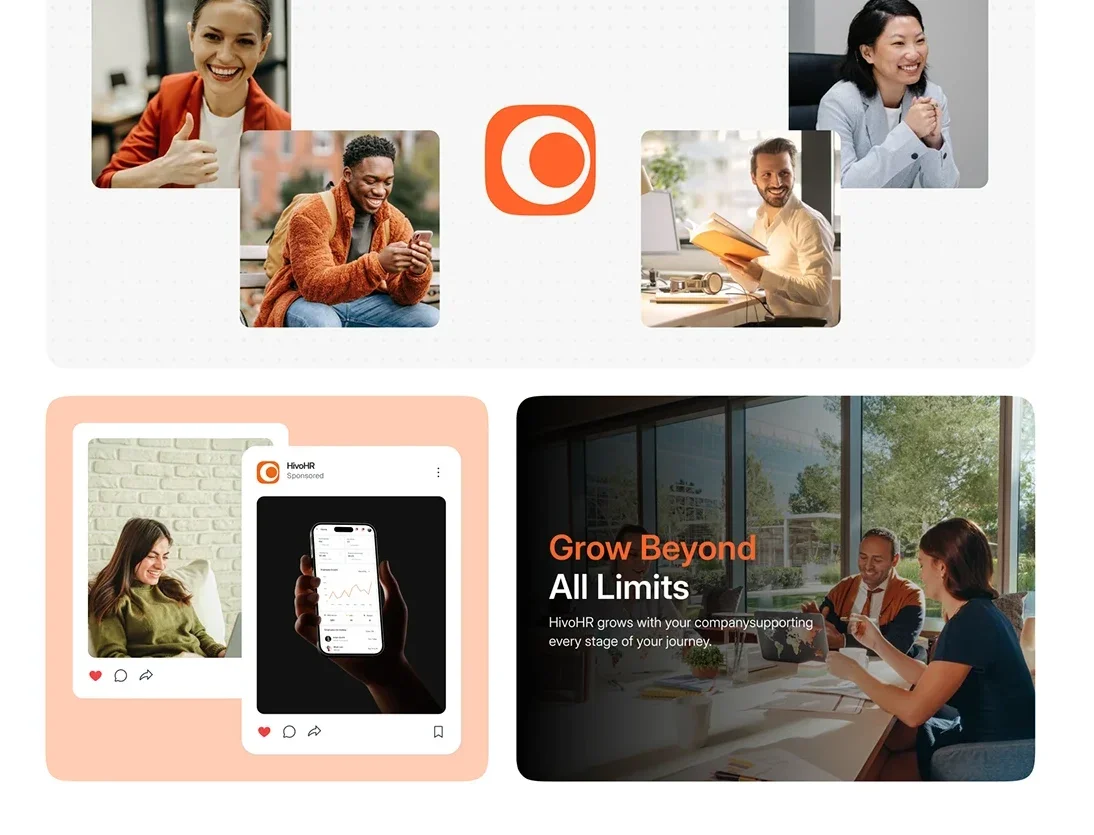 HivoHR
Sponsored
Grow Beyond
All Limits
HivoHR grows with your companysupporting
every stage of your journey.